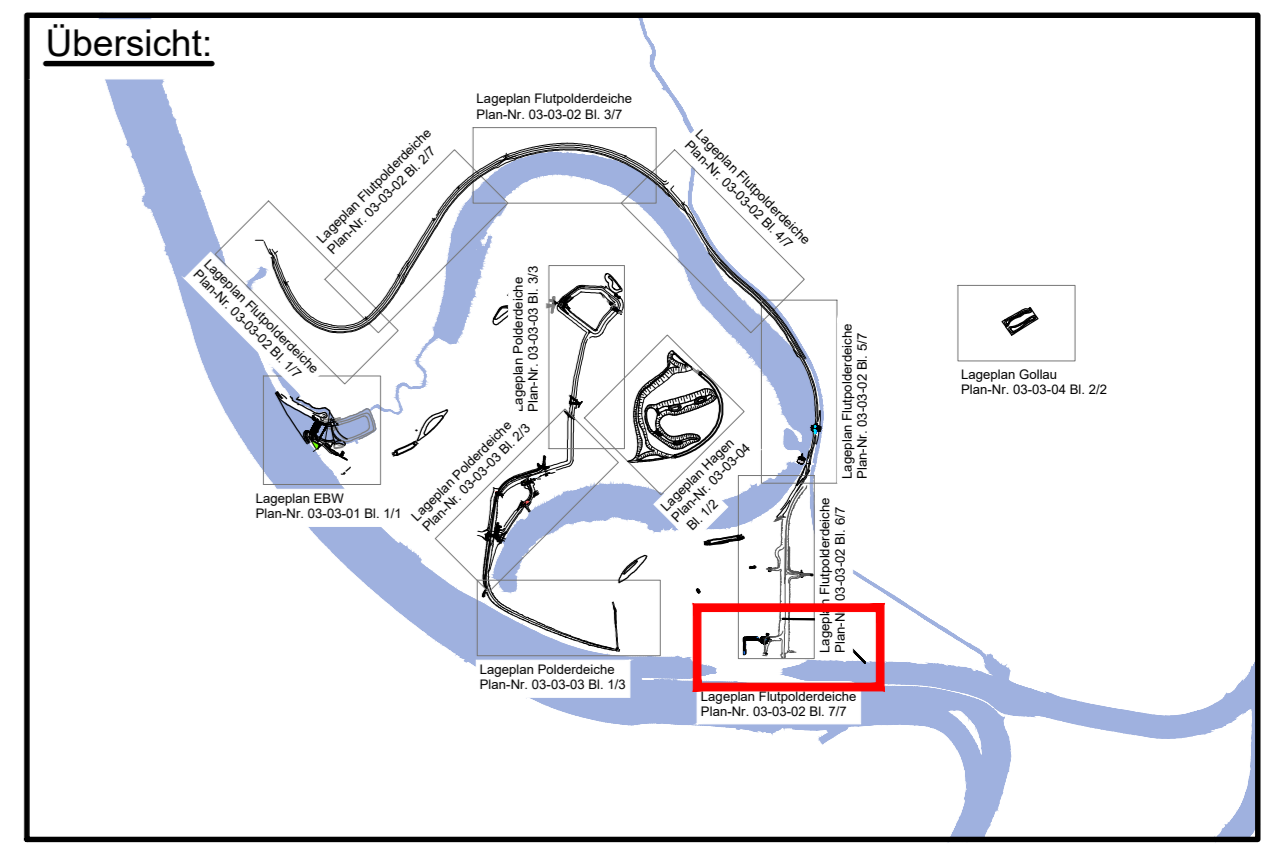 Übersicht:
Lageplan Flutpolderdeiche
Plan-Nr. 03-03-02 Bl. 3/7
Lageplan Flutpolderdeiche
Plan-Nr. 03-03-02 Bl. 2/7
Lageplan Flutpolderdeiche
Plan-Nr. 03-03-02 Bl. 4/7
Lageplan Flutpolderdeiche
Plan-Nr. 03-03-02 Bl. 1/7
Lageplan Polderdeiche
Plan-Nr. 03-03-03 Bl. 3/3
Lageplan Flutpolderdeiche
Plan-Nr. 03-03-02 Bl. 5/7
Lageplan Gollau
Plan-Nr. 03-03-04 Bl. 2/2
Lageplan Polderdeiche
Plan-Nr. 03-03-03 Bl. 2/3
Lageplan Hagen
Plan-Nr. 03-03-04
Bl. 1/2
Lageplan EBW
Plan-Nr. 03-03-01 Bl. 1/1
Lageplan Flutpolderdeiche
Plan-Nr. 03-03-02 Bl. 6/7
Lageplan Polderdeiche
Plan-Nr. 03-03-03 Bl. 1/3
Lageplan Flutpolderdeiche
Plan-Nr. 03-03-02 Bl. 7/7